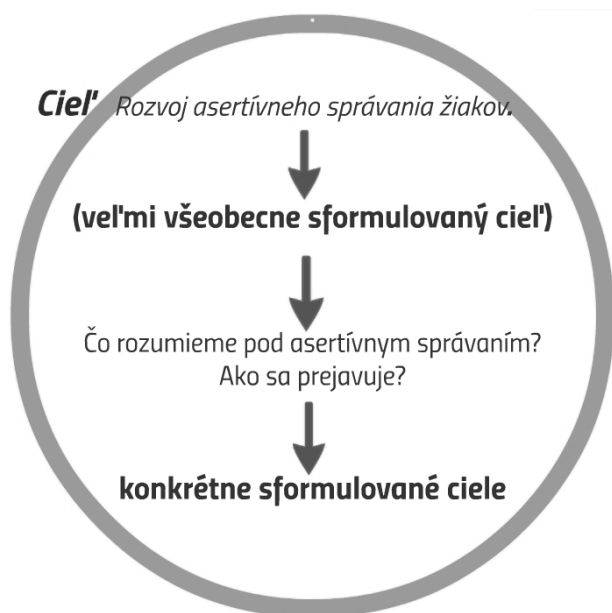 Cieľ Rozvoj asertívneho správania žiakov.
(veľmi všeobecne sformulovaný cieľ)
Čo rozumieme pod asertívnym správaním?
Ako sa prejavuje?
konkrétne sformulované ciele